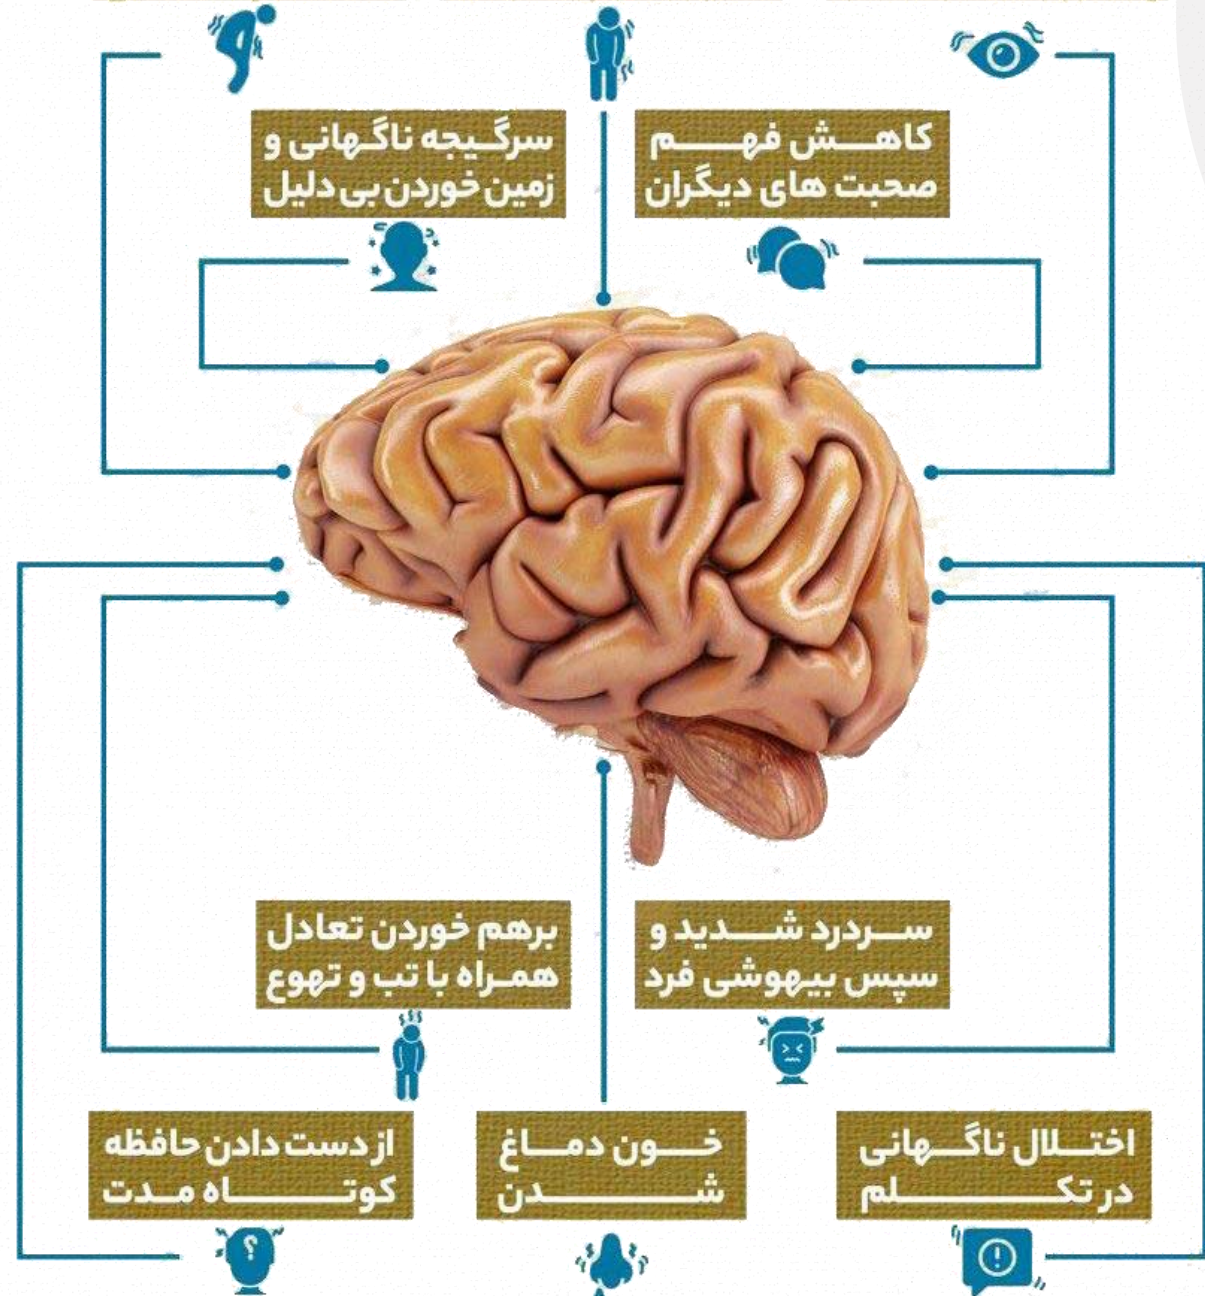 کاهش فهم
صحبت های دیگران
سرگیجه ناگهانی و
زمین خوردن بی دلیل
سردرد شدید و
سپس بیهوشی فرد
برهم خوردن تعادل
همراه با تب و تهوع
اختلال ناگهانی
در تکلم
خون دماغ
شدن
از دست دادن حافظه
کوتاه مدت
؟
!